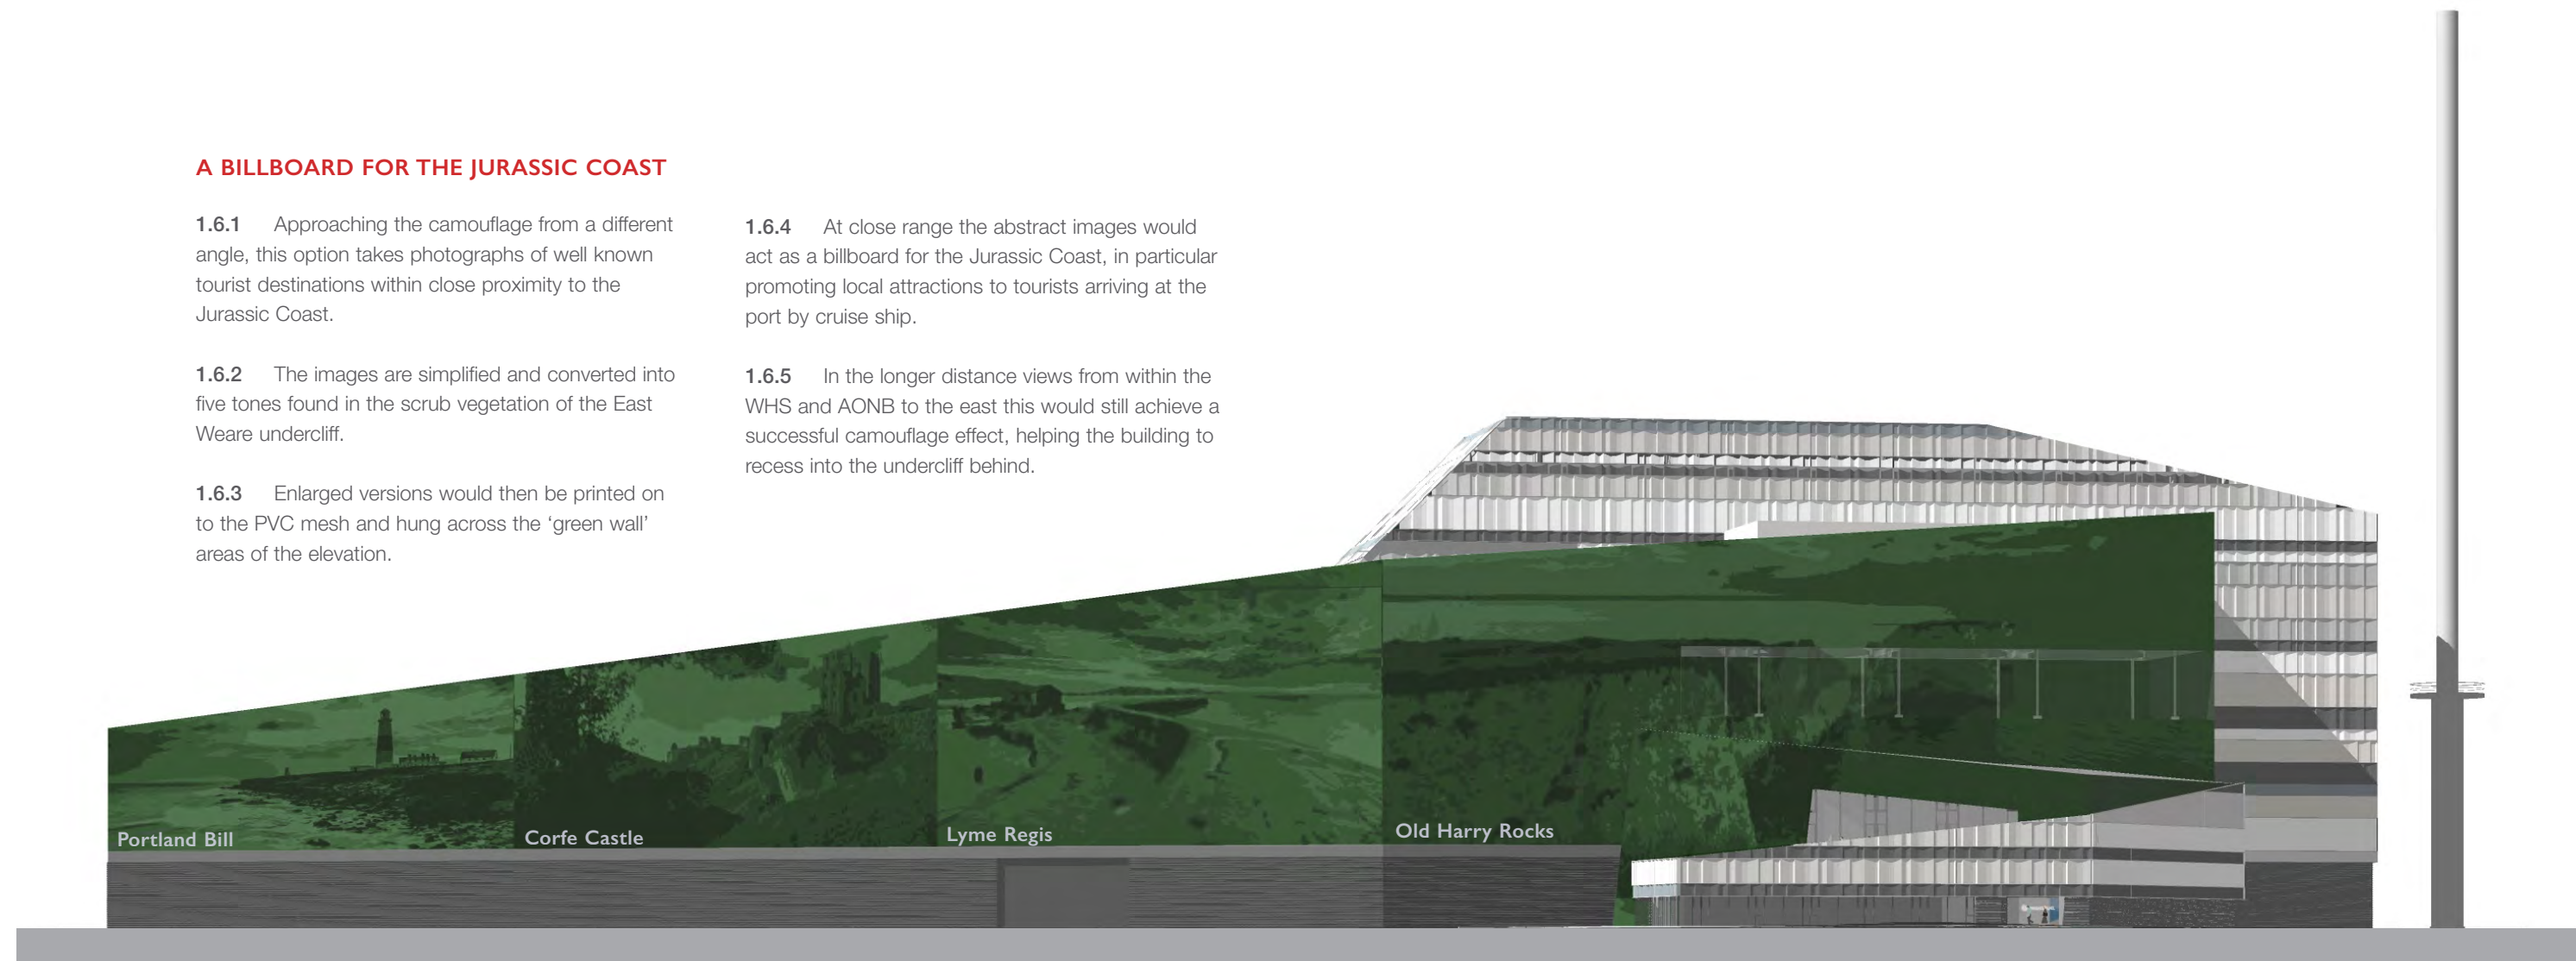 A BILLBOARD FOR THE JURASSIC COAST
1.6.1 Approaching the camouflage from a different
angle, this option takes photographs of well known
tourist destinations within close proximity to the
Jurassic Coast.
1.6.2 The images are simplified and converted into
five tones found in the scrub vegetation of the East
Weare undercliff.
1.6.3 Enlarged versions would then be printed on
to the PVC mesh and hung across the ‘green wall’
areas of the elevation.
1.6.4 At close range the abstract images would
act as a billboard for the Jurassic Coast, in particular
promoting local attractions to tourists arriving at the
port by cruise ship.
1.6.5 In the longer distance views from within the
WHS and AONB to the east this would still achieve a
successful camouflage effect, helping the building to
recess into the undercliff behind.
Portland Bill
Corfe Castle
Lyme Regis
Old Harry Rocks